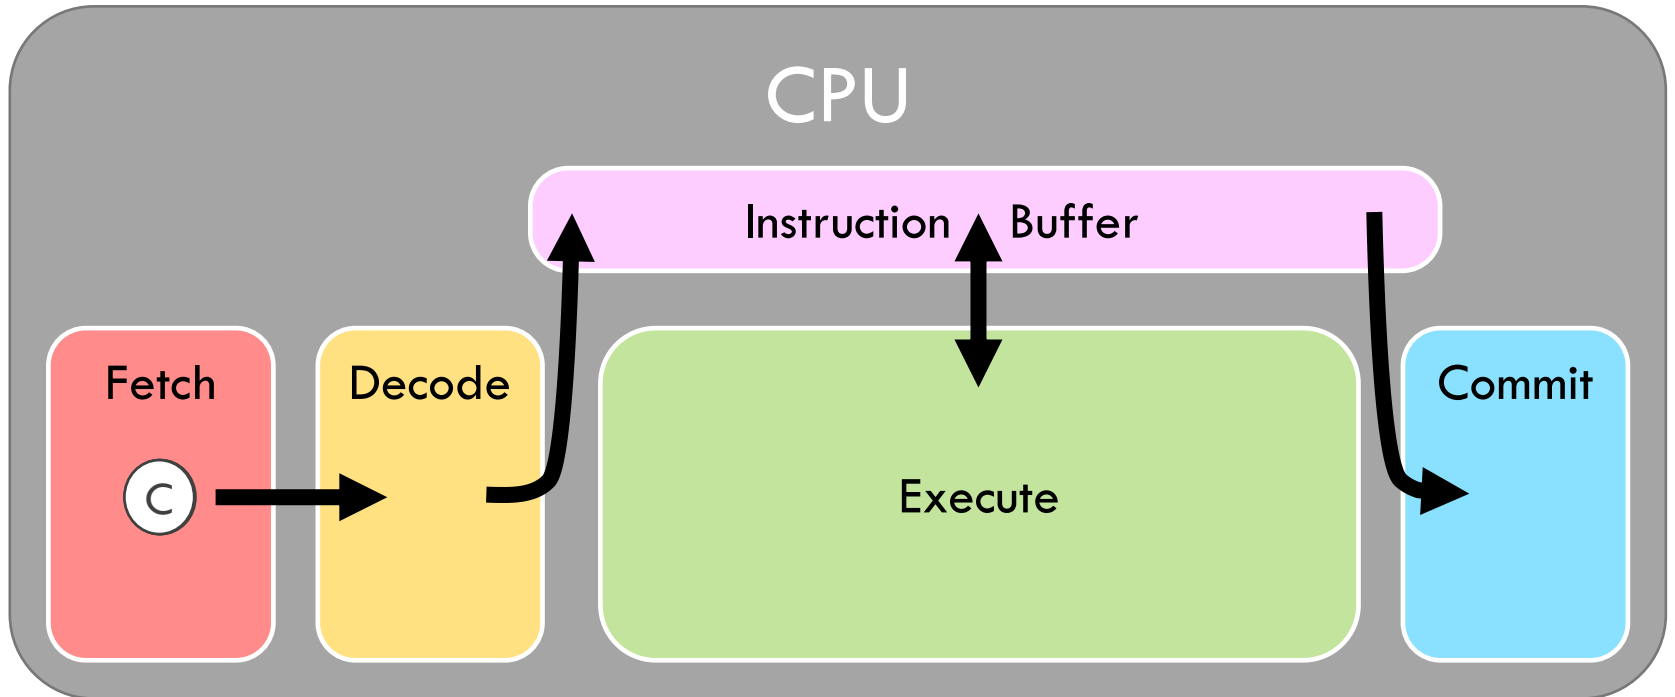 CPU
Instruction Buffer
Fetch
Decode
Commit
C
Execute